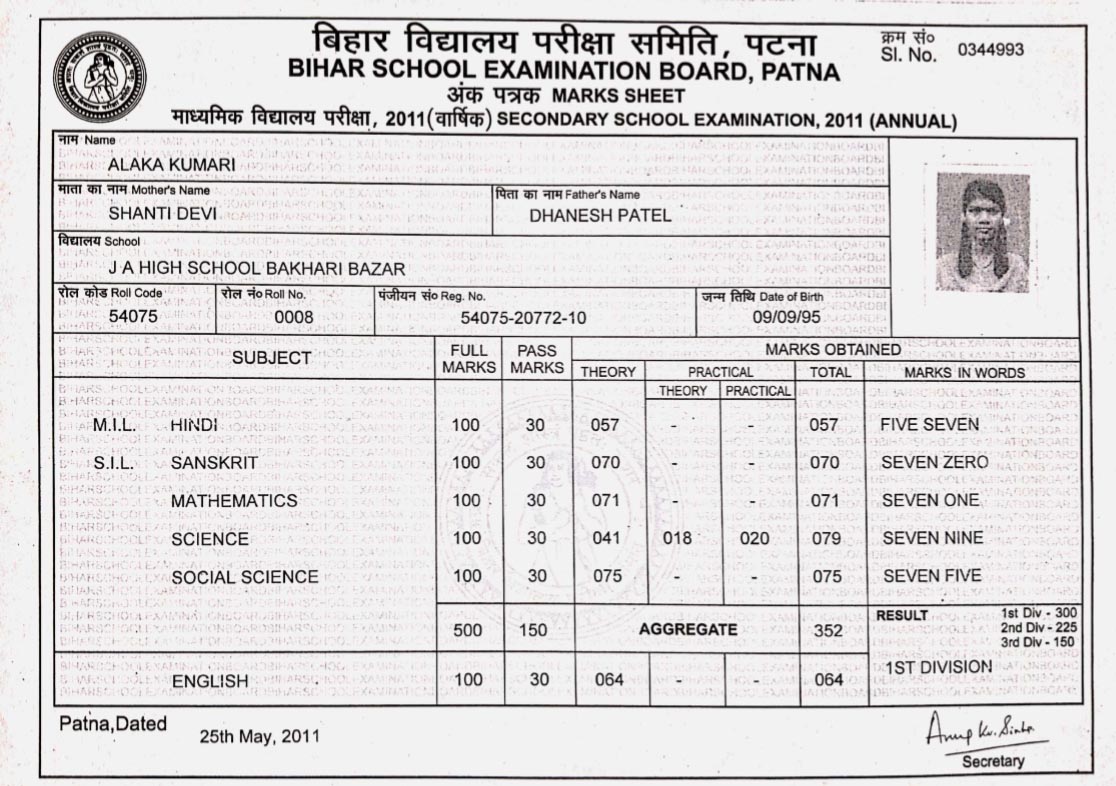 बिहार विद्यालय परीक्षा समिति, पटना
BIHAR SCHOOL EXAMINATION BOARD, PATNA
क्रम सं०
Sl. No. 0344993
अंक पत्रक MARKS SHEET
माध्यमिक विद्यालय परीक्षा, 2011(वार्षिक) SECONDARY SCHOOL EXAMINATION, 2011 (ANNUAL)
नाम Name
ALAKA KUMARI
माता का नाम Mother's Name
SHANTI DEVI
पिता का नाम Father's Name
DHANESH PATEL
विद्यालय School
J A HIGH SCHOOL BAKHARI BAZAR
रोल कोड Roll Code
54075
रोल नं० Roll No.
0008
पंजीयन सं० Reg. No.
54075-20772-10
जन्म तिथि Date of Birth
09/09/95
SUBJECT FULL MARKS PASS MARKS MARKS OBTAINED
THEORY PRACTICAL TOTAL MARKS IN WORDS
THEORY PRACTICAL
M.I.L. HINDI 100 30 057 - - 057 FIVE SEVEN
S.I.L. SANSKRIT 100 30 070 - - 070 SEVEN ZERO
MATHEMATICS 100 30 071 - - 071 SEVEN ONE
SCIENCE 100 30 041 018 020 079 SEVEN NINE
SOCIAL SCIENCE 100 30 075 - - 075 SEVEN FIVE
500 150 AGGREGATE 352
RESULT
1st Div - 300
2nd Div - 225
3rd Div - 150
1ST DIVISION
ENGLISH 100 30 064 - - 064
Patna,Dated
25th May, 2011
Anup Kr. Sinha
Secretary